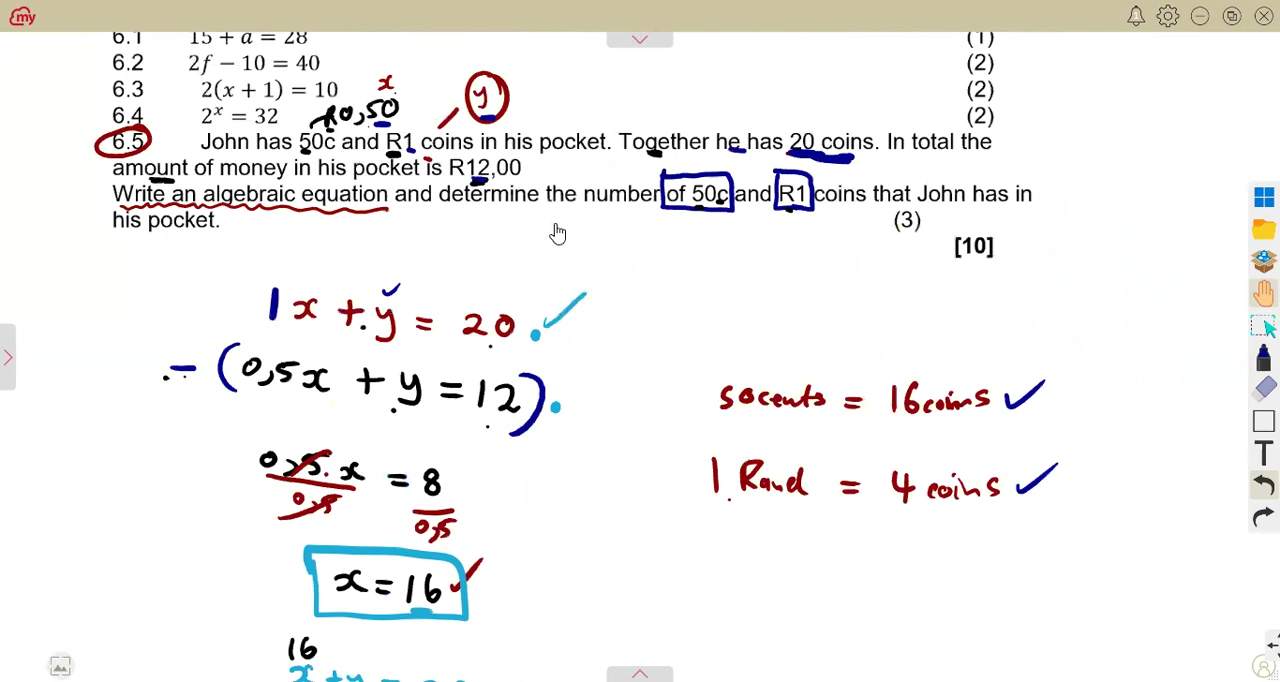 my
6.1 15 + a = 28 (1)
6.2 2f − 10 = 40 (2)
6.3 2(x + 1) = 10 (2)
x
y
6.4 2^x = 32 (2)
R0,50
6.5 John has 50c and R1 coins in his pocket. Together he has 20 coins. In total the
amount of money in his pocket is R12,00
Write an algebraic equation and determine the number of 50c and R1 coins that John has in
his pocket. (3)
[10]
1x + y = 20
− (0,5x + y = 12)
50cents = 16 coins ✓
0,5x = 8
0,5 0,5
1 Rand = 4 coins ✓
x = 16
16
x + y =